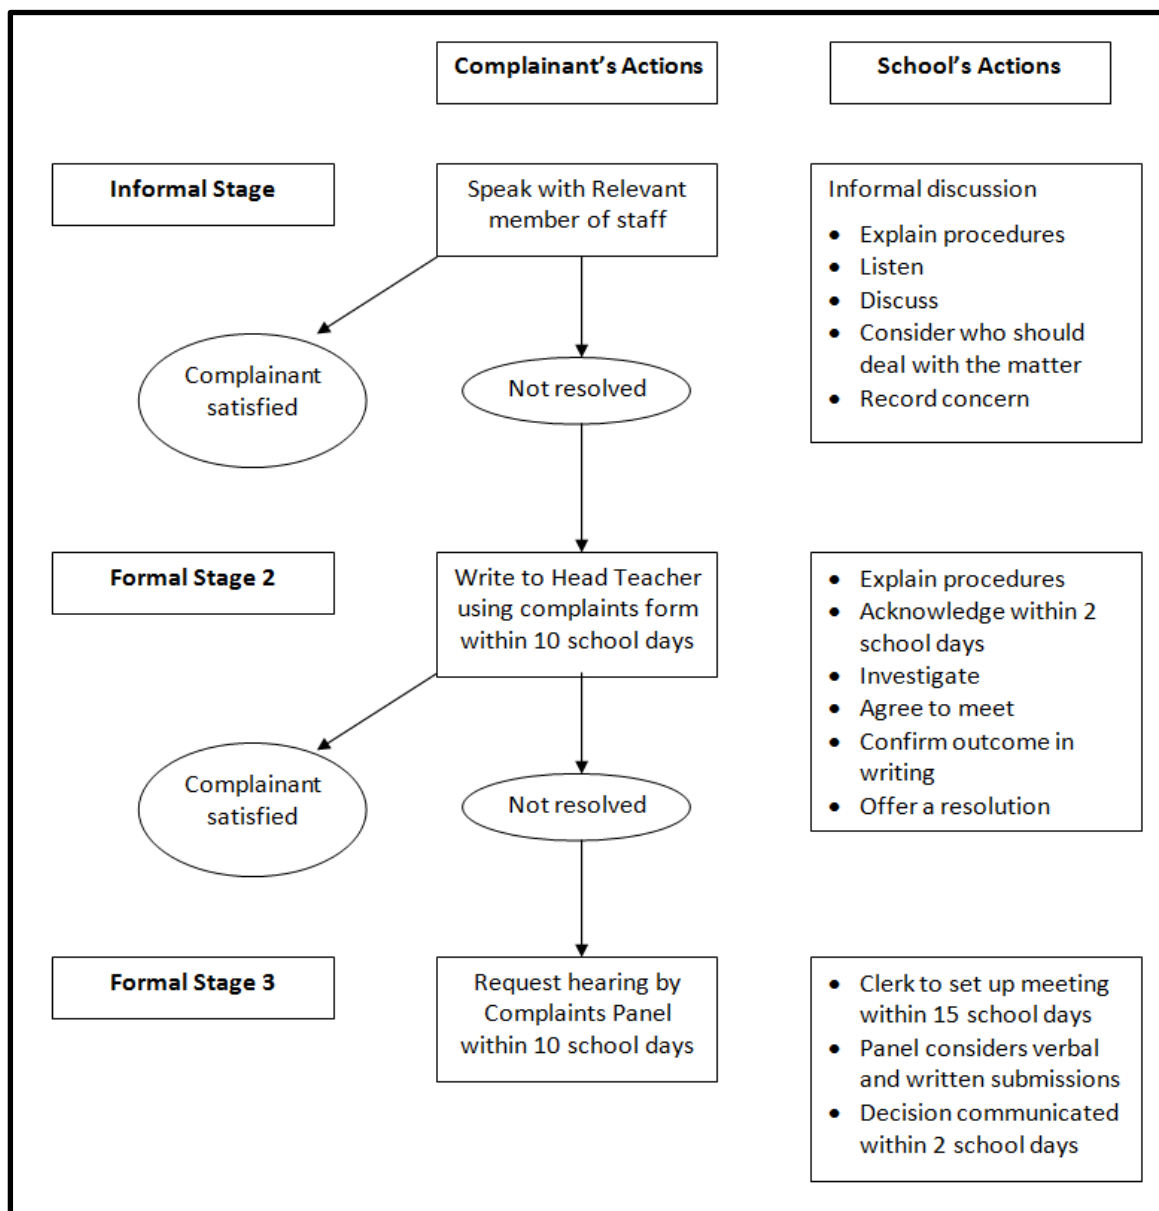 Complainant's Actions
School's Actions
Informal Stage
Speak with Relevant
member of staff
Informal discussion
• Explain procedures
• Listen
• Discuss
• Consider who should
deal with the matter
• Record concern
Complainant
satisfied
Not resolved
Formal Stage 2
Write to Head Teacher
using complaints form
within 10 school days
• Explain procedures
• Acknowledge within 2
school days
• Investigate
• Agree to meet
• Confirm outcome in
writing
• Offer a resolution
Complainant
satisfied
Not resolved
Formal Stage 3
Request hearing by
Complaints Panel
within 10 school days
• Clerk to set up meeting
within 15 school days
• Panel considers verbal
and written submissions
• Decision communicated
within 2 school days